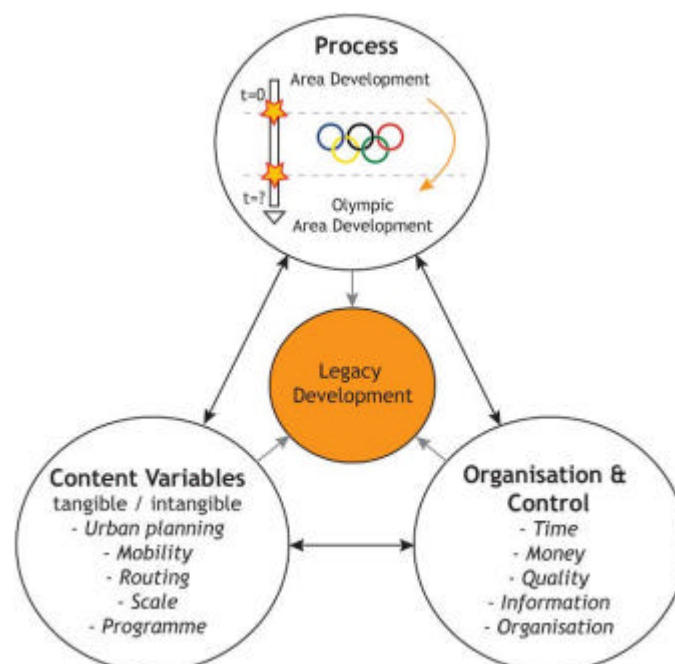 Process
Area Development
t=0
t=?
Olympic
Area Development
Legacy
Development
Content Variables
tangible / intangible
- Urban planning
- Mobility
- Routing
- Scale
- Programme
Organisation &
Control
- Time
- Money
- Quality
- Information
- Organisation